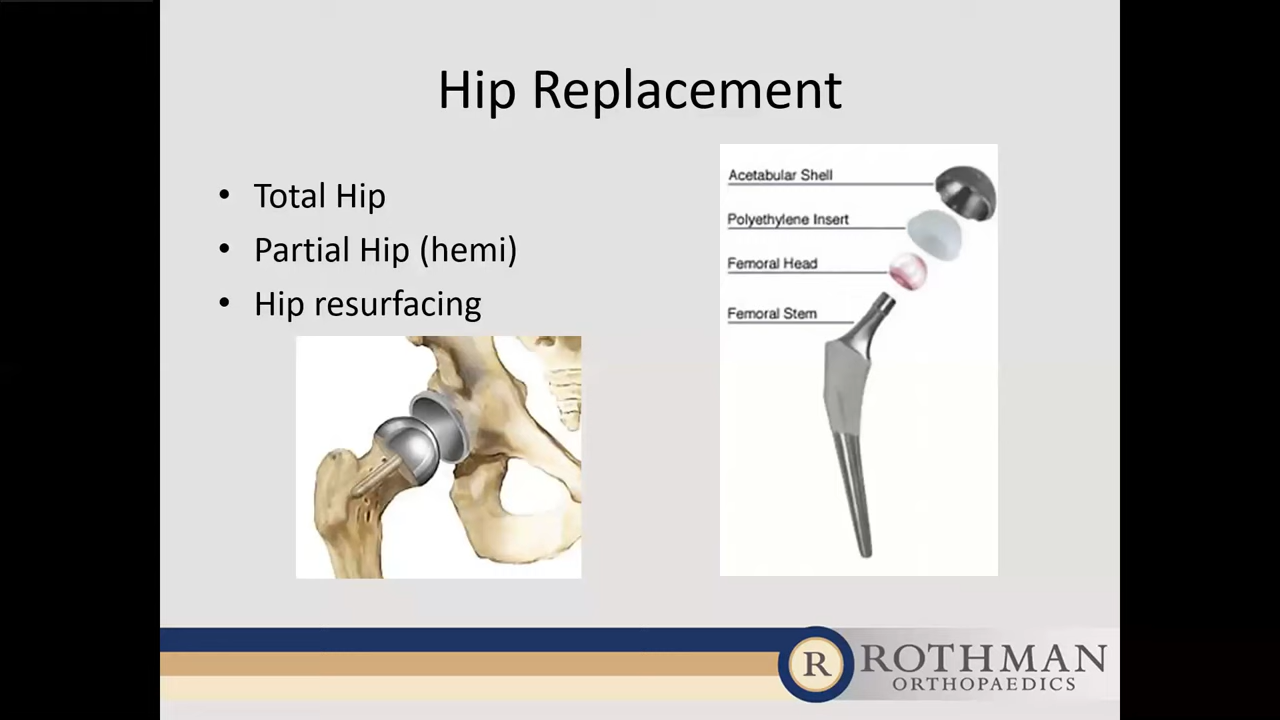 Hip Replacement
• Total Hip
• Partial Hip (hemi)
• Hip resurfacing
Acetabular Shell
Polyethylene Insert
Femoral Head
Femoral Stem
R ROTHMAN
ORTHOPAEDICS